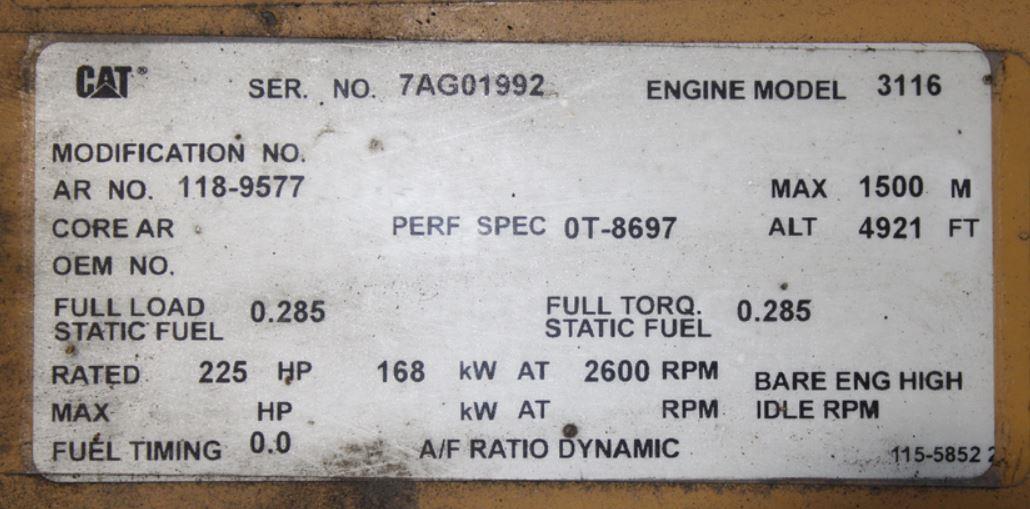 CAT® SER. NO. 7AG01992 ENGINE MODEL 3116
MODIFICATION NO.
AR NO. 118-9577 MAX 1500 M
CORE AR PERF SPEC 0T-8697 ALT 4921 FT
OEM NO.
FULL LOAD STATIC FUEL 0.285 FULL TORQ. STATIC FUEL 0.285
RATED 225 HP 168 kW AT 2600 RPM
BARE ENG HIGH IDLE RPM
MAX HP kW AT RPM
FUEL TIMING 0.0 A/F RATIO DYNAMIC 115-5852 2